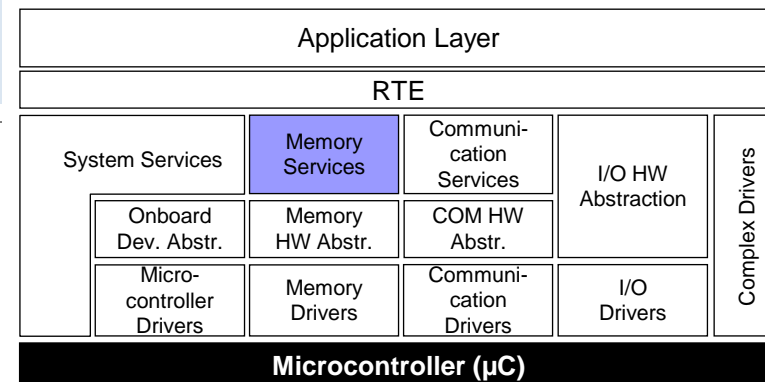 Application Layer
RTE
System Services
Memory
Services
Communi-
cation
Services
I/O HW
Abstraction
Complex Drivers
Onboard
Dev. Abstr.
Memory
HW Abstr.
COM HW
Abstr.
Micro-
controller
Drivers
Memory
Drivers
Communi-
cation
Drivers
I/O
Drivers
Microcontroller (µC)